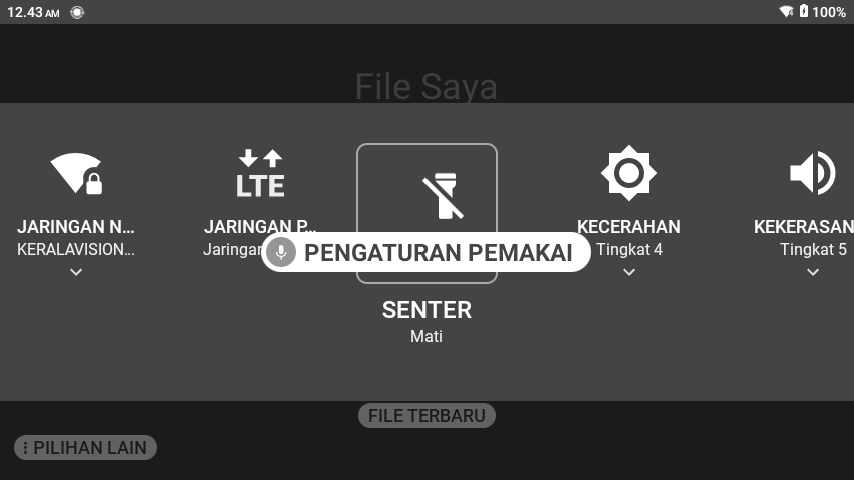 12.43 AM
100%
File Saya
JARINGAN N...
KERALAVISION...
JARINGAN P...
Jaringan
PENGATURAN PEMAKAI
SENTER
Mati
KECERAHAN
Tingkat 4
KEKERASAN
Tingkat 5
FILE TERBARU
PILIHAN LAIN